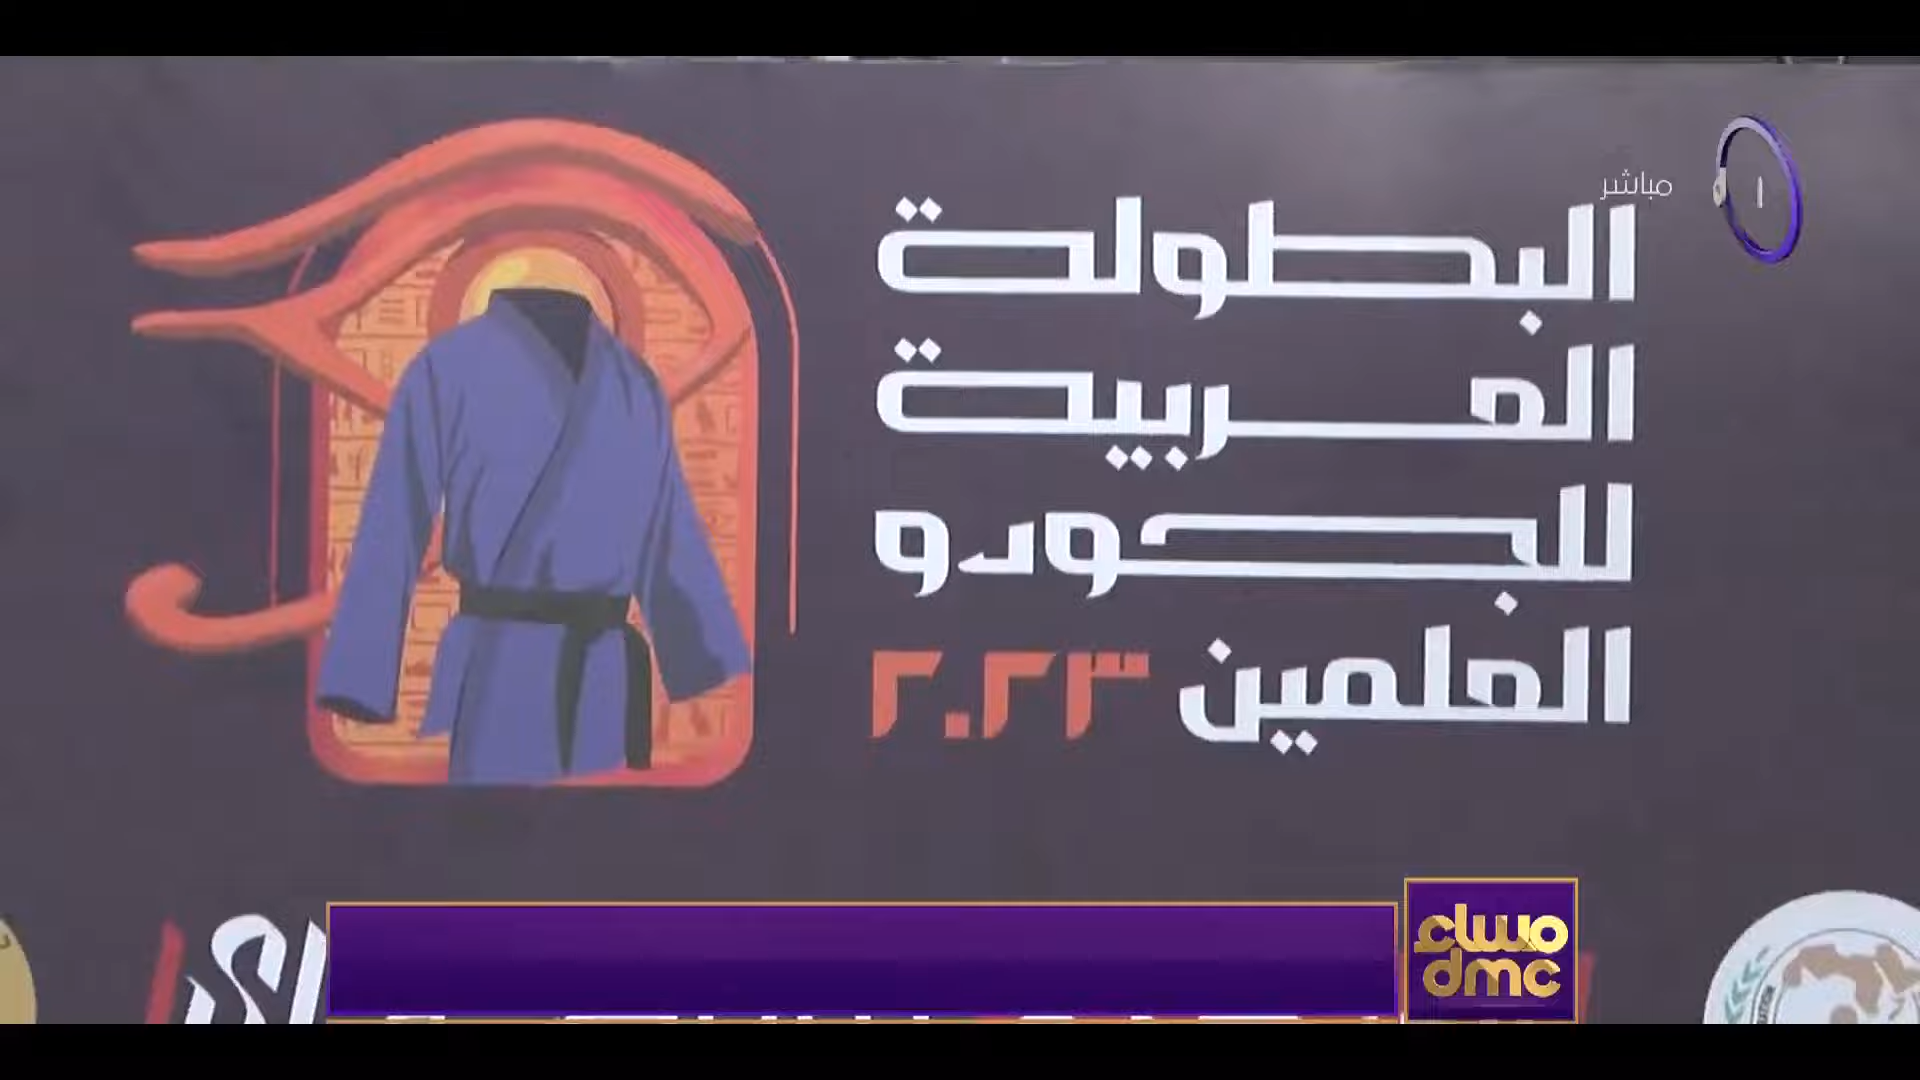 مباشر
البطولة
العربية
للجودو
العلمين ٢٠٢٣
مساء
dmc